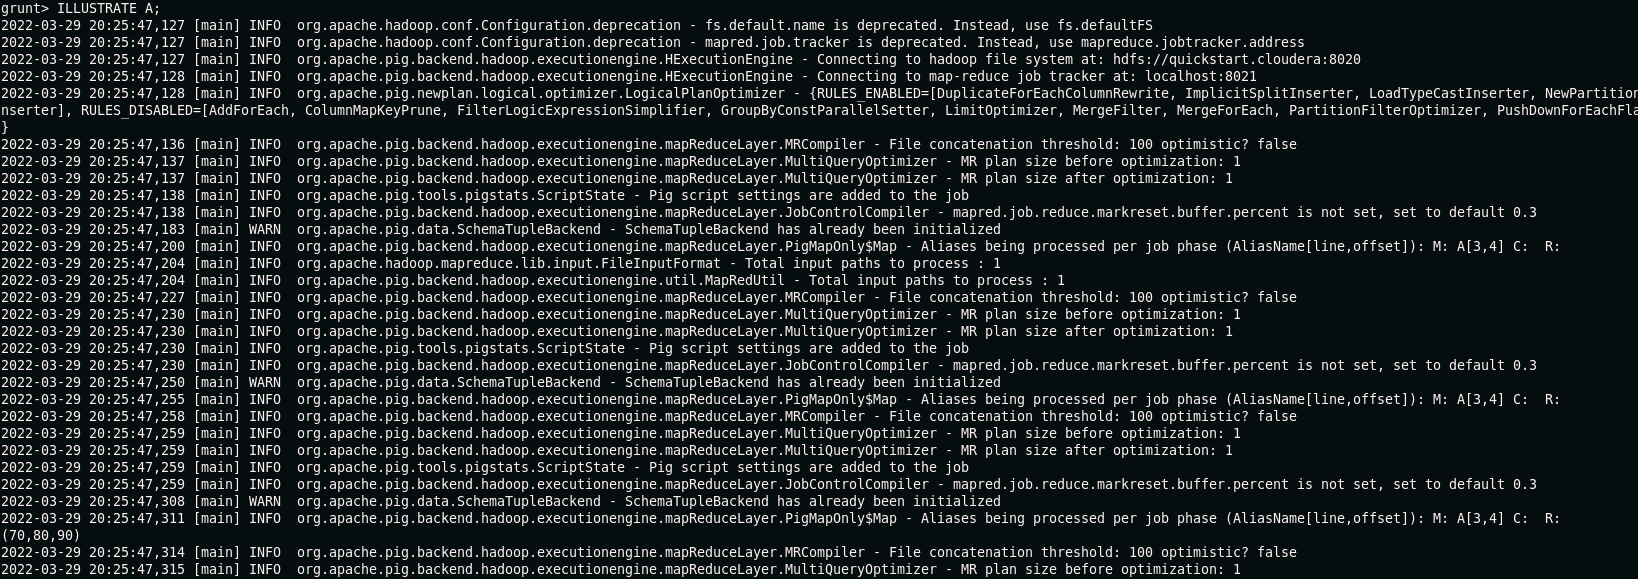 grunt> ILLUSTRATE A;
2022-03-29 20:25:47,127 [main] INFO  org.apache.hadoop.conf.Configuration.deprecation - fs.default.name is deprecated. Instead, use fs.defaultFS
2022-03-29 20:25:47,127 [main] INFO  org.apache.hadoop.conf.Configuration.deprecation - mapred.job.tracker is deprecated. Instead, use mapreduce.jobtracker.address
2022-03-29 20:25:47,127 [main] INFO  org.apache.pig.backend.hadoop.executionengine.HExecutionEngine - Connecting to hadoop file system at: hdfs://quickstart.cloudera:8020
2022-03-29 20:25:47,128 [main] INFO  org.apache.pig.backend.hadoop.executionengine.HExecutionEngine - Connecting to map-reduce job tracker at: localhost:8021
2022-03-29 20:25:47,128 [main] INFO  org.apache.pig.newplan.logical.optimizer.LogicalPlanOptimizer - {RULES_ENABLED=[DuplicateForEachColumnRewrite, ImplicitSplitInserter, LoadTypeCastInserter, NewPartition
nserter], RULES_DISABLED=[AddForEach, ColumnMapKeyPrune, FilterLogicExpressionSimplifier, GroupByConstParallelSetter, LimitOptimizer, MergeFilter, MergeForEach, PartitionFilterOptimizer, PushDownForEachFla
}
2022-03-29 20:25:47,136 [main] INFO  org.apache.pig.backend.hadoop.executionengine.mapReduceLayer.MRCompiler - File concatenation threshold: 100 optimistic? false
2022-03-29 20:25:47,137 [main] INFO  org.apache.pig.backend.hadoop.executionengine.mapReduceLayer.MultiQueryOptimizer - MR plan size before optimization: 1
2022-03-29 20:25:47,137 [main] INFO  org.apache.pig.backend.hadoop.executionengine.mapReduceLayer.MultiQueryOptimizer - MR plan size after optimization: 1
2022-03-29 20:25:47,138 [main] INFO  org.apache.pig.tools.pigstats.ScriptState - Pig script settings are added to the job
2022-03-29 20:25:47,138 [main] INFO  org.apache.pig.backend.hadoop.executionengine.mapReduceLayer.JobControlCompiler - mapred.job.reduce.markreset.buffer.percent is not set, set to default 0.3
2022-03-29 20:25:47,183 [main] WARN  org.apache.pig.data.SchemaTupleBackend - SchemaTupleBackend has already been initialized
2022-03-29 20:25:47,200 [main] INFO  org.apache.pig.backend.hadoop.executionengine.mapReduceLayer.PigMapOnly$Map - Aliases being processed per job phase (AliasName[line,offset]): M: A[3,4] C:  R:
2022-03-29 20:25:47,204 [main] INFO  org.apache.hadoop.mapreduce.lib.input.FileInputFormat - Total input paths to process : 1
2022-03-29 20:25:47,204 [main] INFO  org.apache.pig.backend.hadoop.executionengine.util.MapRedUtil - Total input paths to process : 1
2022-03-29 20:25:47,227 [main] INFO  org.apache.pig.backend.hadoop.executionengine.mapReduceLayer.MRCompiler - File concatenation threshold: 100 optimistic? false
2022-03-29 20:25:47,230 [main] INFO  org.apache.pig.backend.hadoop.executionengine.mapReduceLayer.MultiQueryOptimizer - MR plan size before optimization: 1
2022-03-29 20:25:47,230 [main] INFO  org.apache.pig.backend.hadoop.executionengine.mapReduceLayer.MultiQueryOptimizer - MR plan size after optimization: 1
2022-03-29 20:25:47,230 [main] INFO  org.apache.pig.tools.pigstats.ScriptState - Pig script settings are added to the job
2022-03-29 20:25:47,230 [main] INFO  org.apache.pig.backend.hadoop.executionengine.mapReduceLayer.JobControlCompiler - mapred.job.reduce.markreset.buffer.percent is not set, set to default 0.3
2022-03-29 20:25:47,250 [main] WARN  org.apache.pig.data.SchemaTupleBackend - SchemaTupleBackend has already been initialized
2022-03-29 20:25:47,255 [main] INFO  org.apache.pig.backend.hadoop.executionengine.mapReduceLayer.PigMapOnly$Map - Aliases being processed per job phase (AliasName[line,offset]): M: A[3,4] C:  R:
2022-03-29 20:25:47,258 [main] INFO  org.apache.pig.backend.hadoop.executionengine.mapReduceLayer.MRCompiler - File concatenation threshold: 100 optimistic? false
2022-03-29 20:25:47,259 [main] INFO  org.apache.pig.backend.hadoop.executionengine.mapReduceLayer.MultiQueryOptimizer - MR plan size before optimization: 1
2022-03-29 20:25:47,259 [main] INFO  org.apache.pig.backend.hadoop.executionengine.mapReduceLayer.MultiQueryOptimizer - MR plan size after optimization: 1
2022-03-29 20:25:47,259 [main] INFO  org.apache.pig.tools.pigstats.ScriptState - Pig script settings are added to the job
2022-03-29 20:25:47,259 [main] INFO  org.apache.pig.backend.hadoop.executionengine.mapReduceLayer.JobControlCompiler - mapred.job.reduce.markreset.buffer.percent is not set, set to default 0.3
2022-03-29 20:25:47,308 [main] WARN  org.apache.pig.data.SchemaTupleBackend - SchemaTupleBackend has already been initialized
2022-03-29 20:25:47,311 [main] INFO  org.apache.pig.backend.hadoop.executionengine.mapReduceLayer.PigMapOnly$Map - Aliases being processed per job phase (AliasName[line,offset]): M: A[3,4] C:  R:
(70,80,90)
2022-03-29 20:25:47,314 [main] INFO  org.apache.pig.backend.hadoop.executionengine.mapReduceLayer.MRCompiler - File concatenation threshold: 100 optimistic? false
2022-03-29 20:25:47,315 [main] INFO  org.apache.pig.backend.hadoop.executionengine.mapReduceLayer.MultiQueryOptimizer - MR plan size before optimization: 1